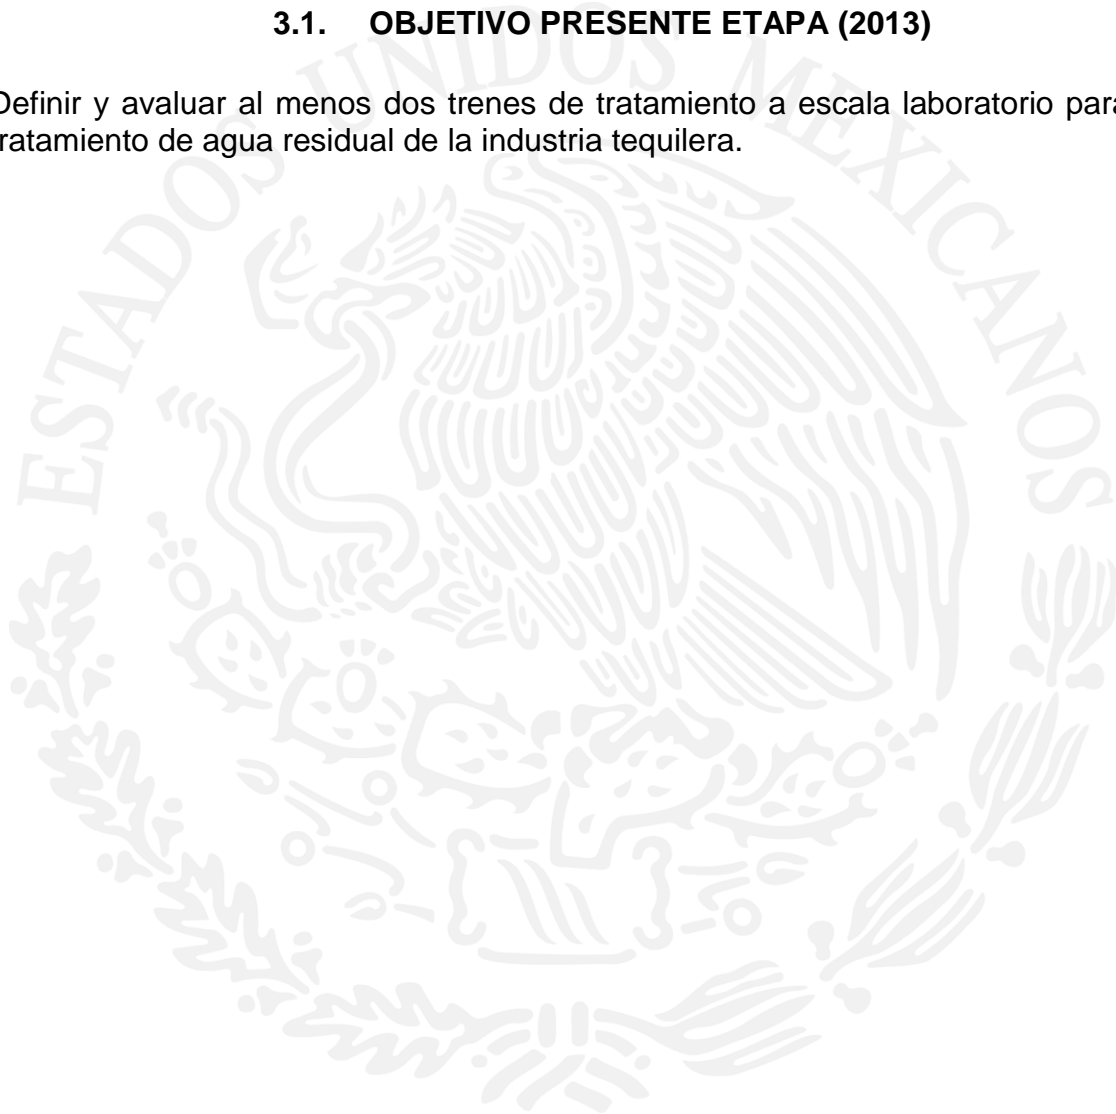 3.1. OBJETIVO PRESENTE ETAPA (2013)
Definir y avaluar al menos dos trenes de tratamiento a escala laboratorio para
ratamiento de agua residual de la industria tequilera.
ESTADOS UNIDOS MEXICANOS